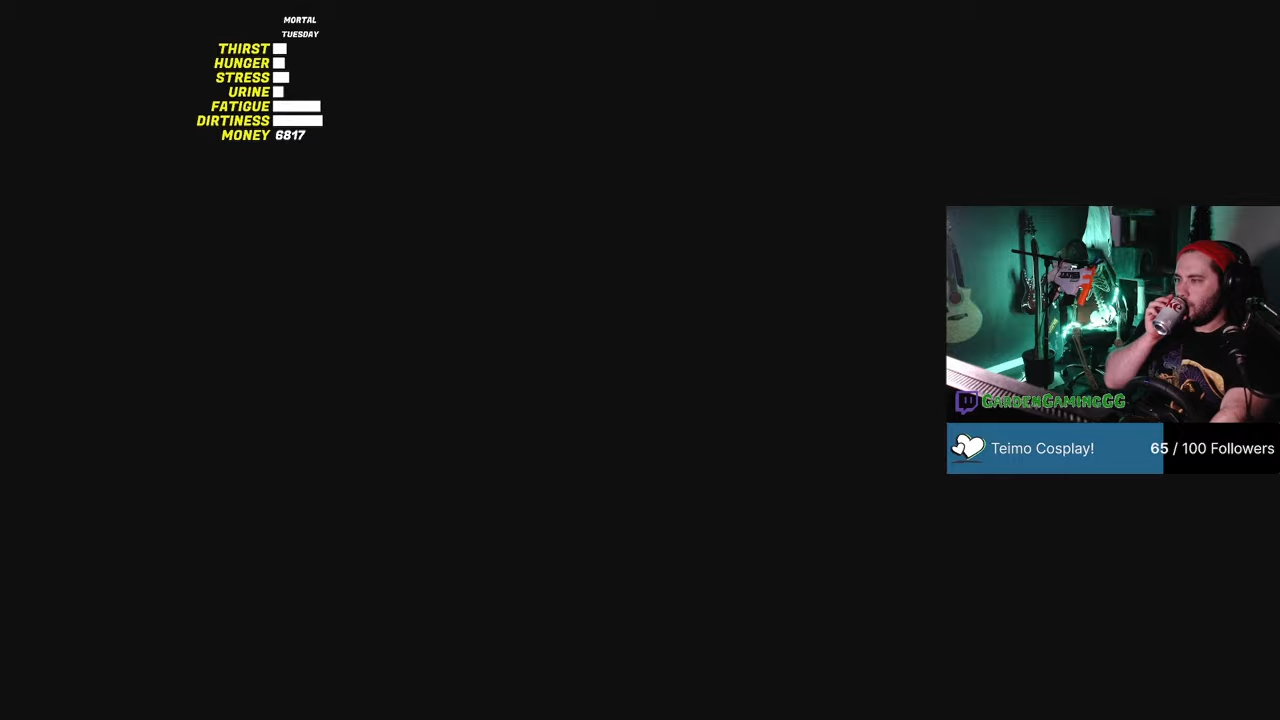 MORTAL
TUESDAY
THIRST
HUNGER
STRESS
URINE
FATIGUE
DIRTINESS
MONEY 6817
GardenGamingGG
Teimo Cosplay! 65 / 100 Followers